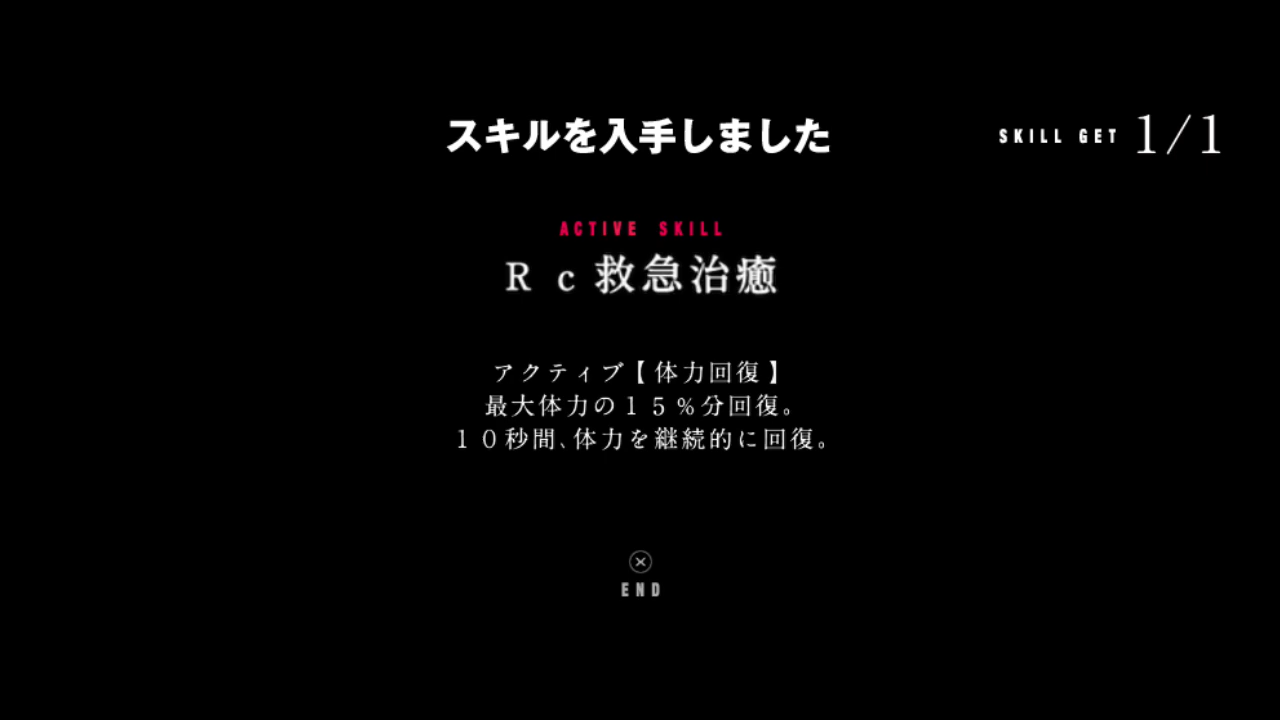 スキルを入手しました
SKILL GET 1/1
ACTIVE SKILL
Ｒｃ救急治癒
アクティブ【体力回復】
最大体力の１５％分回復。
１０秒間、体力を継続的に回復。
END